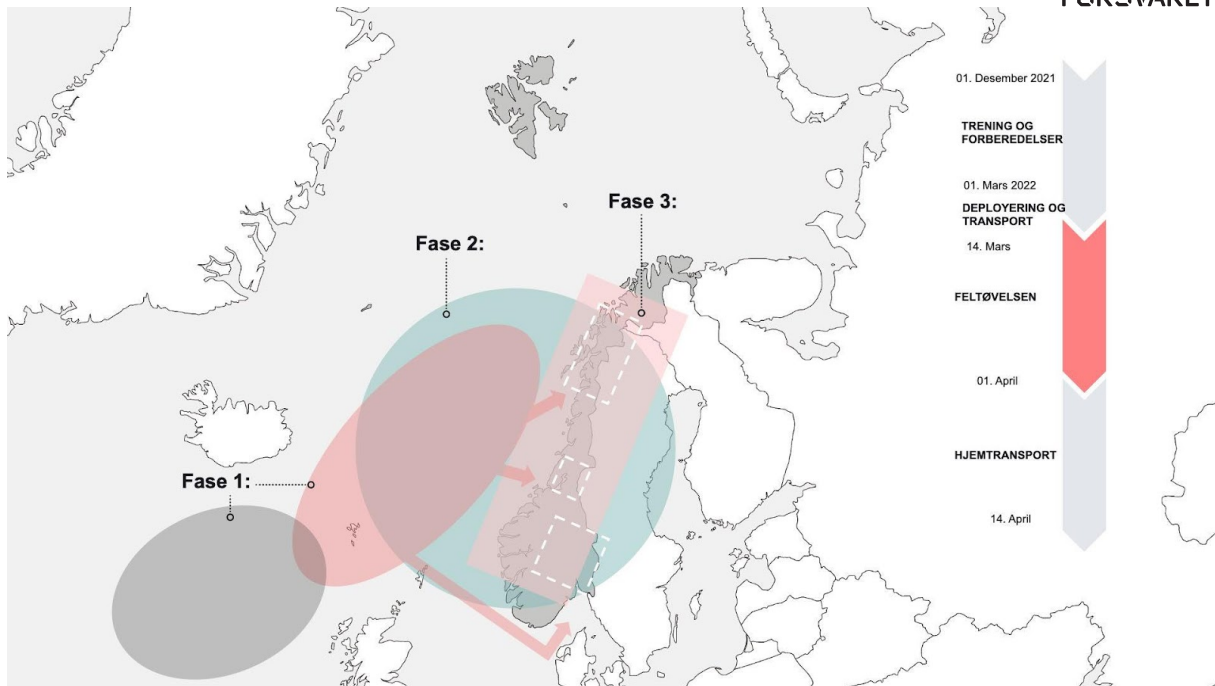 FORSVARET
Fase 3:
Fase 2:
Fase 1:
01. Desember 2021
TRENING OG
FORBEREDELSER
01. Mars 2022
DEPLOYERING OG
TRANSPORT
14. Mars
FELTØVELSEN
01. April
HJEMTRANSPORT
14. April